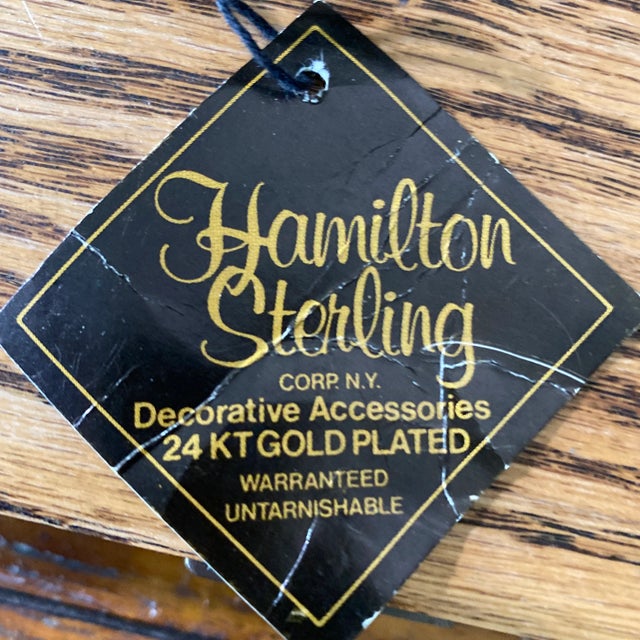 Hamilton
Sterling
CORP. N.Y.
Decorative Accessories
24 KT GOLD PLATED
WARRANTEED
UNTARNISHABLE